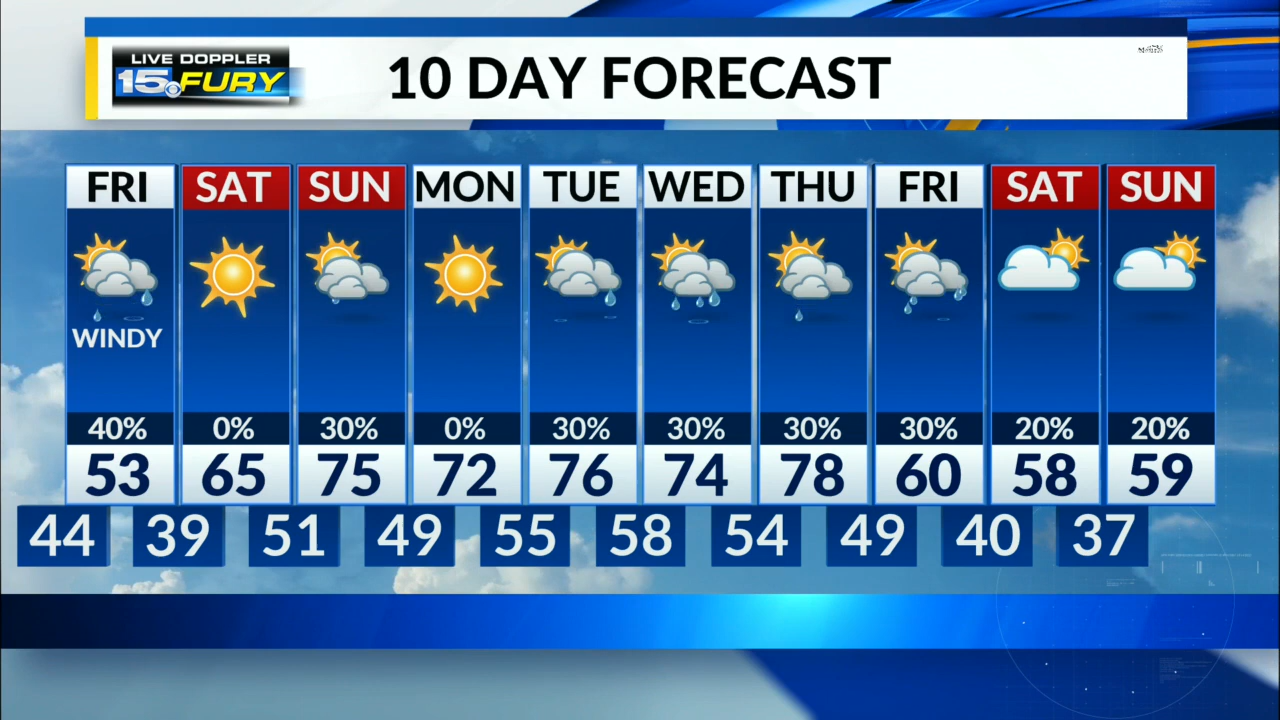 LIVE DOPPLER
15 FURY
10 DAY FORECAST
FRI SAT SUN MON TUE WED THU FRI SAT SUN
WINDY
40% 0% 30% 0% 30% 30% 30% 30% 20% 20%
53 65 75 72 76 74 78 60 58 59
44 39 51 49 55 58 54 49 40 37